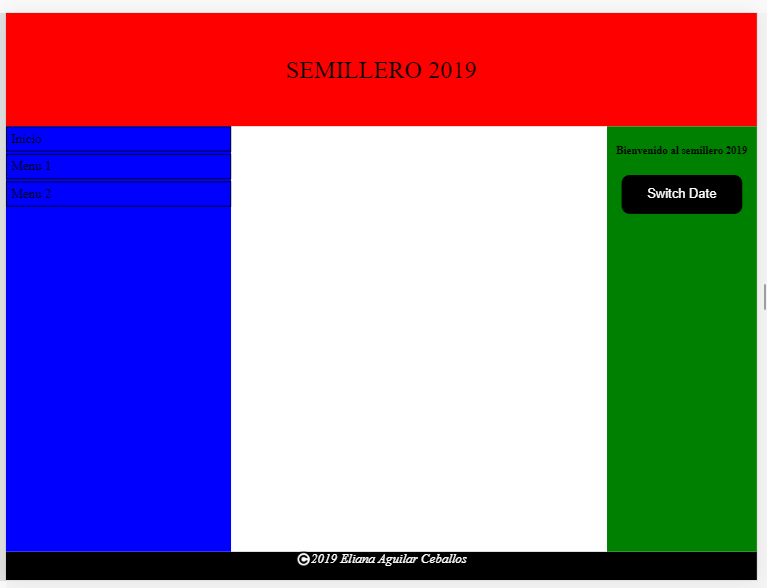 SEMILLERO 2019
Inicio
Menu 1
Menu 2
Bienvenido al semillero 2019
Switch Date
©2019 Eliana Aguilar Ceballos